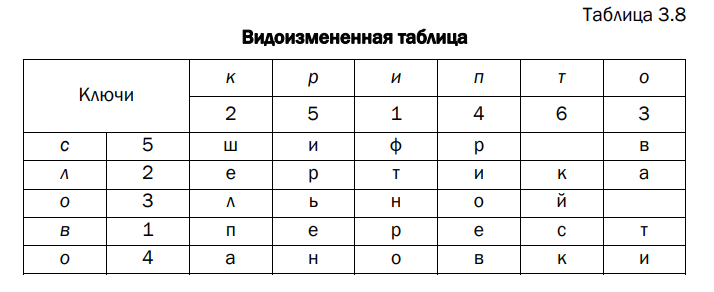 Таблица 3.8
Видоизмененная таблица
Ключи к р и п т о
2 5 1 4 6 3
с 5 ш и ф р в
л 2 е р т и к а
о 3 л ь н о й
в 1 п е р е с т
о 4 а н о в к и